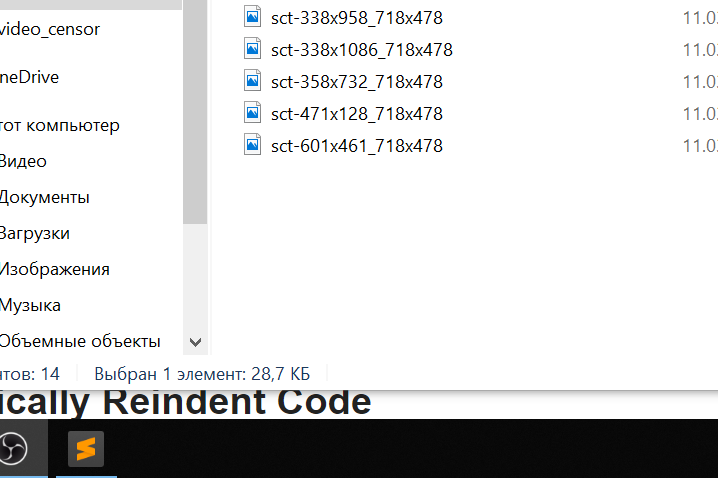 video_censor
neDrive
тот компьютер
Видео
Документы
Загрузки
Изображения
Музыка
Объемные объекты
sct-338x958_718x478 11.0
sct-338x1086_718x478 11.0
sct-358x732_718x478 11.0
sct-471x128_718x478 11.0
sct-601x461_718x478 11.0
нтов: 14 Выбран 1 элемент: 28,7 КБ
ically Reindent Code